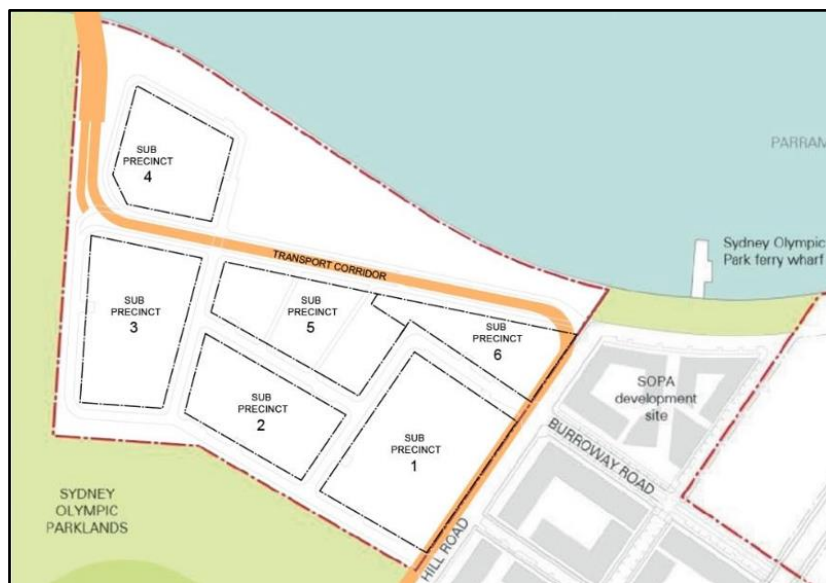 PARRAM
SUB
PRECINCT
4
Sydney Olympic
Park ferry wharf
TRANSPORT CORRIDOR
SUB
PRECINCT
3
SUB
PRECINCT
5
SUB
PRECINCT
6
SOPA
development
site
SUB
PRECINCT
2
SUB
PRECINCT
1
BURROWAY ROAD
SYDNEY
OLYMPIC
PARKLANDS
HILL ROAD